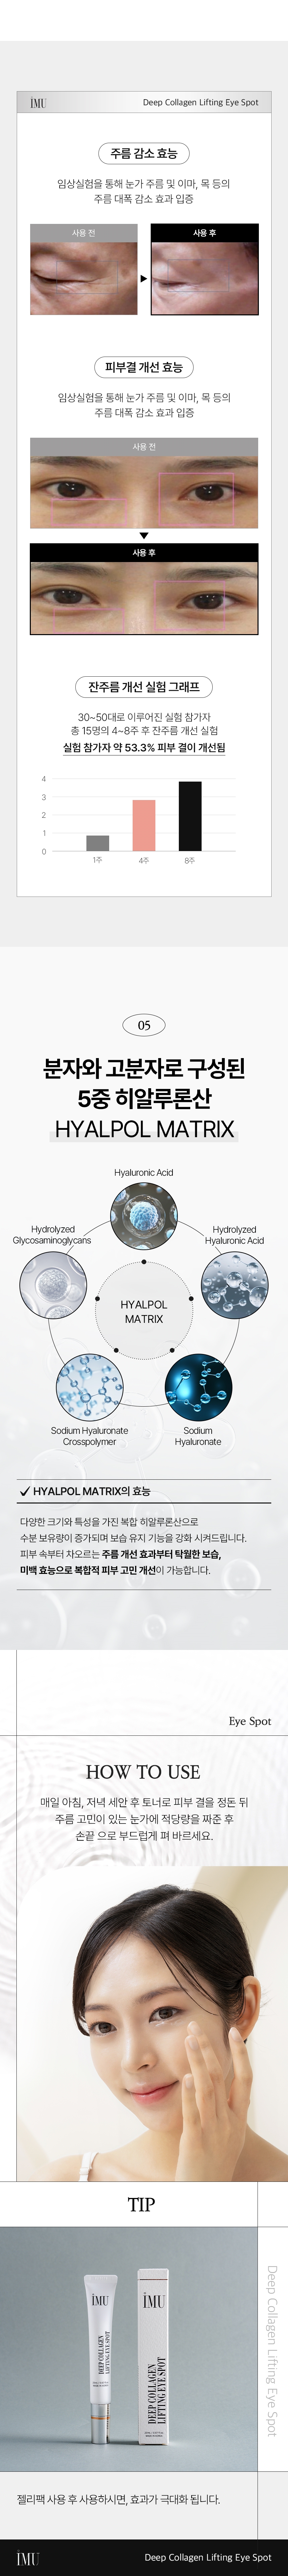 iMU
Deep Collagen Lifting Eye Spot
주름 감소 효능
임상실험을 통해 눈가 주름 및 이마, 목 등의
주름 대폭 감소 효과 입증
사용 전
사용 후
피부결 개선 효능
임상실험을 통해 눈가 주름 및 이마, 목 등의
주름 대폭 감소 효과 입증
사용 전
사용 후
잔주름 개선 실험 그래프
30~50대로 이루어진 실험 참가자
총 15명의 4~8주 후 잔주름 개선 실험
실험 참가자 약 53.3% 피부 결이 개선됨
4
3
2
1
0
1주
4주
8주
05
분자와 고분자로 구성된
5중 히알루론산
HYALPOL MATRIX
Hyaluronic Acid
Hydrolyzed
Glycosaminoglycans
Hydrolyzed
Hyaluronic Acid
HYALPOL
MATRIX
Sodium Hyaluronate
Crosspolymer
Sodium
Hyaluronate
HYALPOL MATRIX의 효능
다양한 크기와 특성을 가진 복합 히알루론산으로
수분 보유량이 증가되며 보습 유지 기능을 강화 시켜드립니다.
피부 속부터 차오르는 주름 개선 효과부터 탁월한 보습,
미백 효능으로 복합적 피부 고민 개선이 가능합니다.
Eye Spot
HOW TO USE
매일 아침, 저녁 세안 후 토너로 피부 결을 정돈 뒤
주름 고민이 있는 눈가에 적당량을 짜준 후
손끝 으로 부드럽게 펴 바르세요.
TIP
iMU
DEEP COLLAGEN
LIFTING EYE SPOT
iMU
DEEP COLLAGEN
LIFTING EYE SPOT
Deep Collagen Lifting Eye Spot
젤리팩 사용 후 사용하시면, 효과가 극대화 됩니다.
iMU
Deep Collagen Lifting Eye Spot